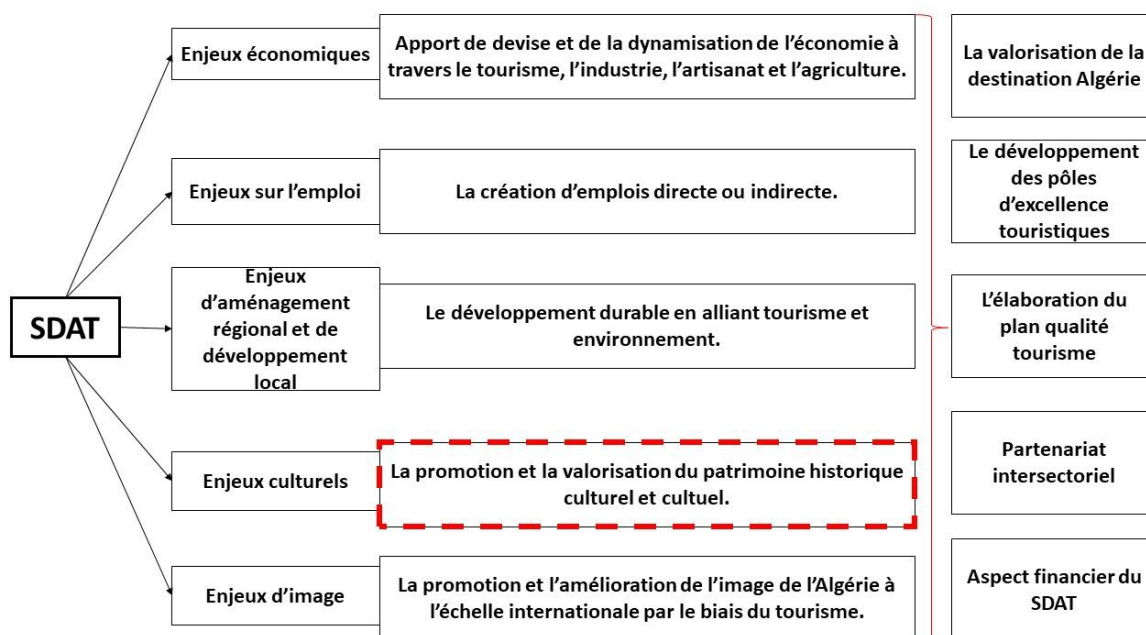 SDAT
Enjeux économiques
Apport de devise et de la dynamisation de l’économie à
travers le tourisme, l’industrie, l’artisanat et l’agriculture.
Enjeux sur l’emploi
La création d’emplois directe ou indirecte.
Enjeux
d’aménagement
régional et de
développement
local
Le développement durable en alliant tourisme et
environnement.
Enjeux culturels
La promotion et la valorisation du patrimoine historique
culturel et cultuel.
Enjeux d’image
La promotion et l’amélioration de l’image de l’Algérie à
l’échelle internationale par le biais du tourisme.
La valorisation de la
destination Algérie
Le développement
des pôles
d’excellence
touristiques
L’élaboration du
plan qualité
tourisme
Partenariat
intersectoriel
Aspect financier du
SDAT